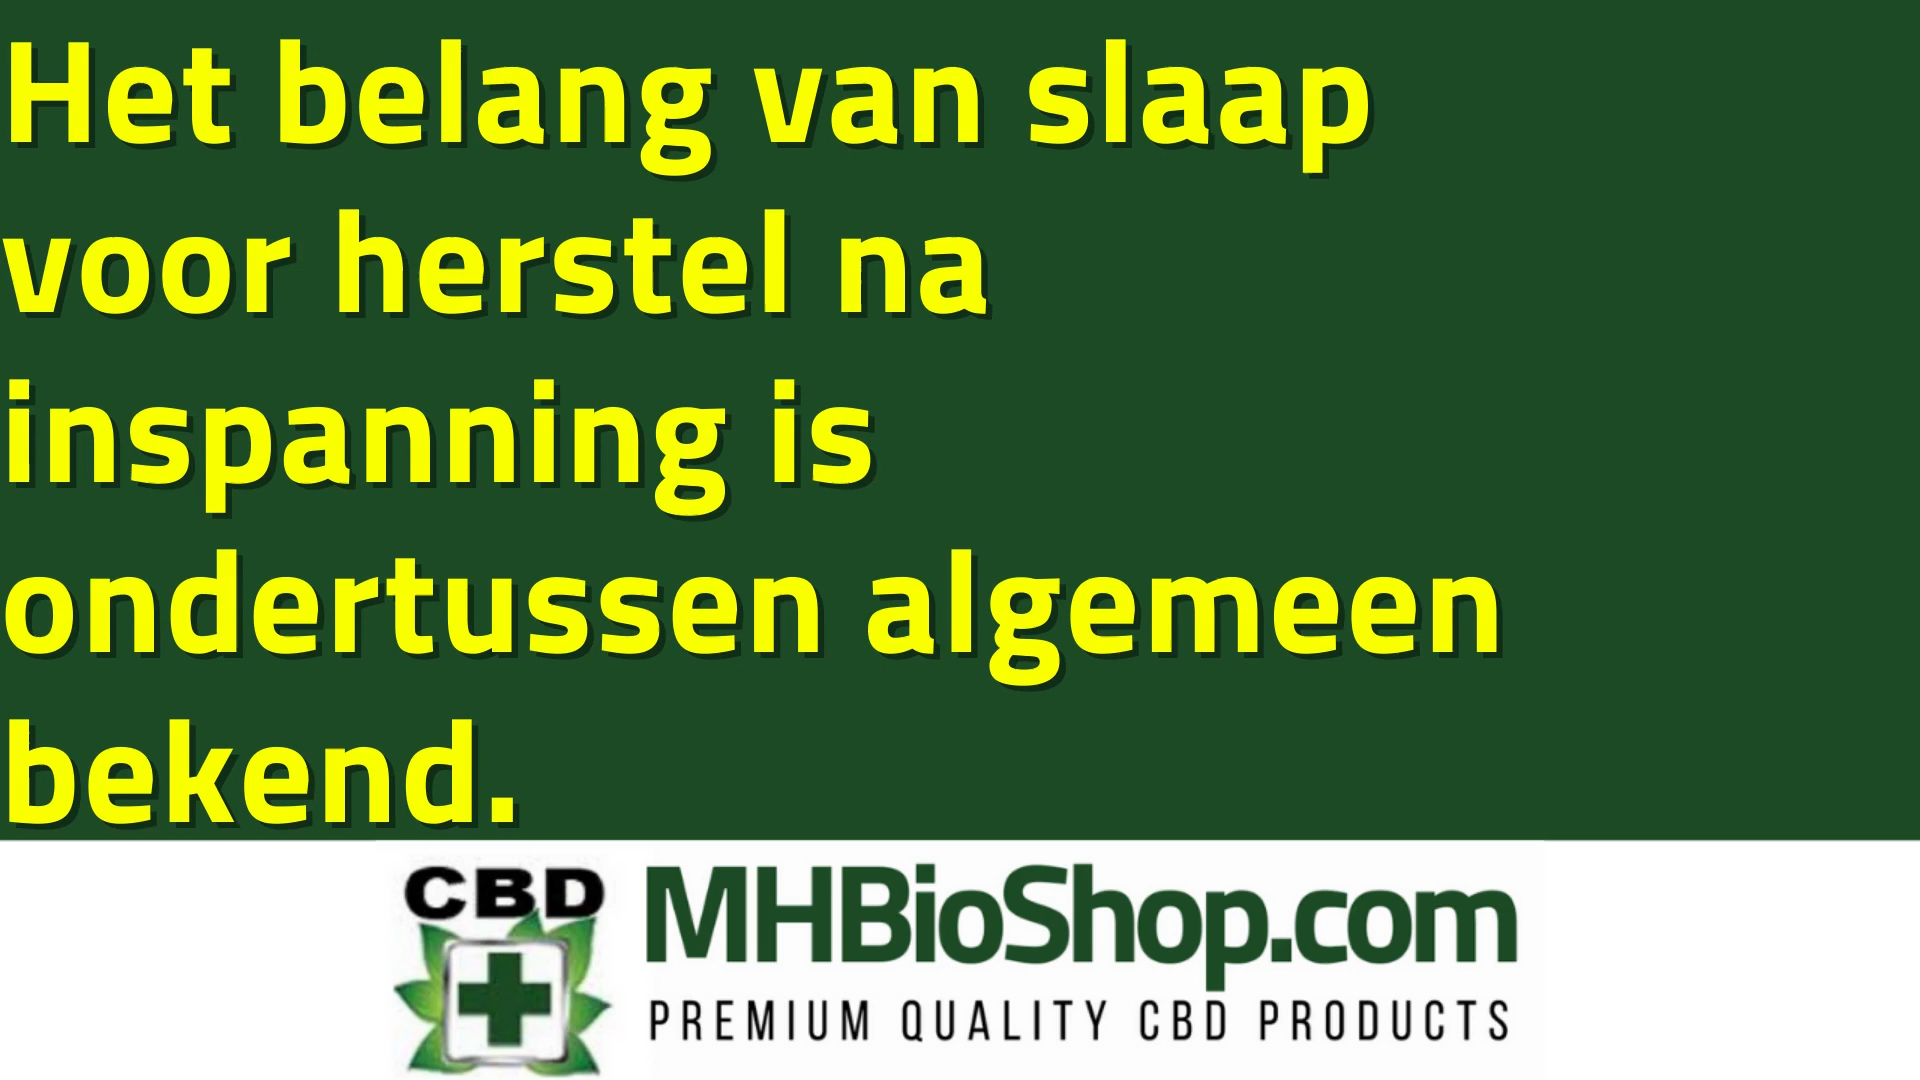 Het belang van slaap
voor herstel na
inspanning is
ondertussen algemeen
bekend.
CBD
MHBioShop.com
PREMIUM QUALITY CBD PRODUCTS